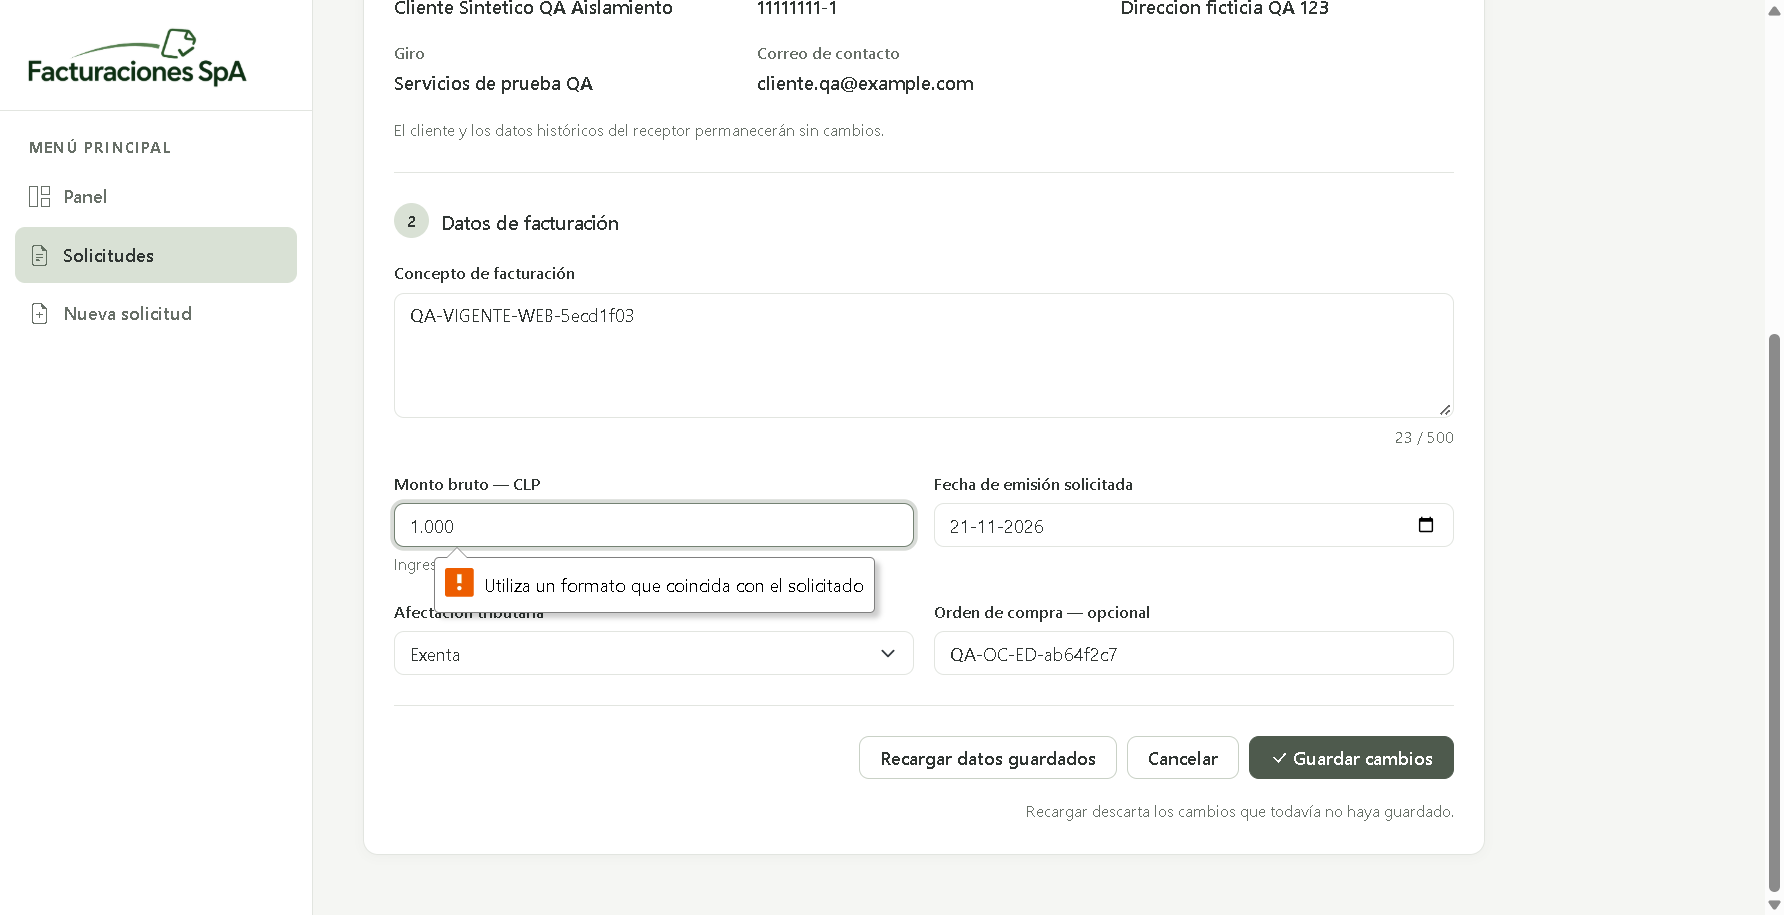 Facturaciones SpA
MENÚ PRINCIPAL
Panel
Solicitudes
Nueva solicitud
Cliente Sintetico QA Aislamiento
11111111-1
Direccion ficticia QA 123
Giro
Correo de contacto
Servicios de prueba QA
cliente.qa@example.com
El cliente y los datos históricos del receptor permanecerán sin cambios.
2 Datos de facturación
Concepto de facturación
QA-VIGENTE-WEB-5ecd1f03
23 / 500
Monto bruto — CLP
Fecha de emisión solicitada
1.000
21-11-2026
Utiliza un formato que coincida con el solicitado
Afectación tributaria
Orden de compra — opcional
Exenta
QA-OC-ED-ab64f2c7
Recargar datos guardados
Cancelar
Guardar cambios
Recargar descarta los cambios que todavía no haya guardado.